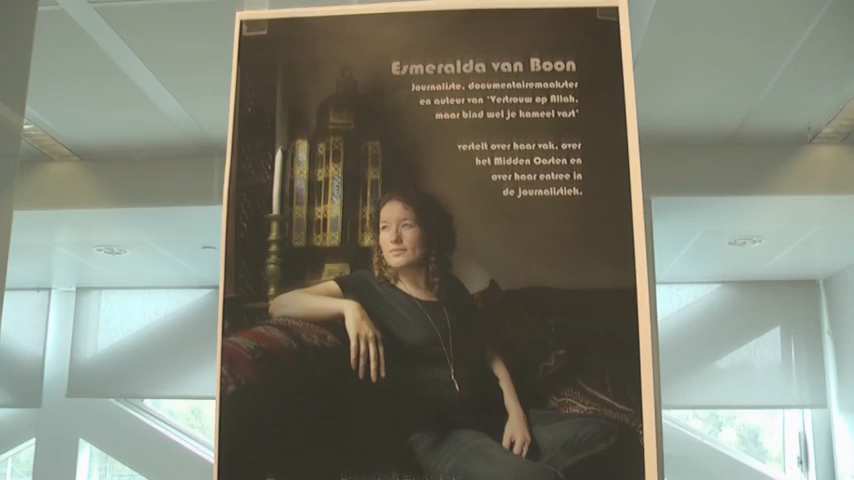 Esmeralda van Boon
Journaliste, documentairemaakster
en auteur van 'Vertrouw op Allah,
maar bind wel je kameel vast'
vertelt over haar vak, over
het Midden Oosten en
over haar entree in
de journalistiek.